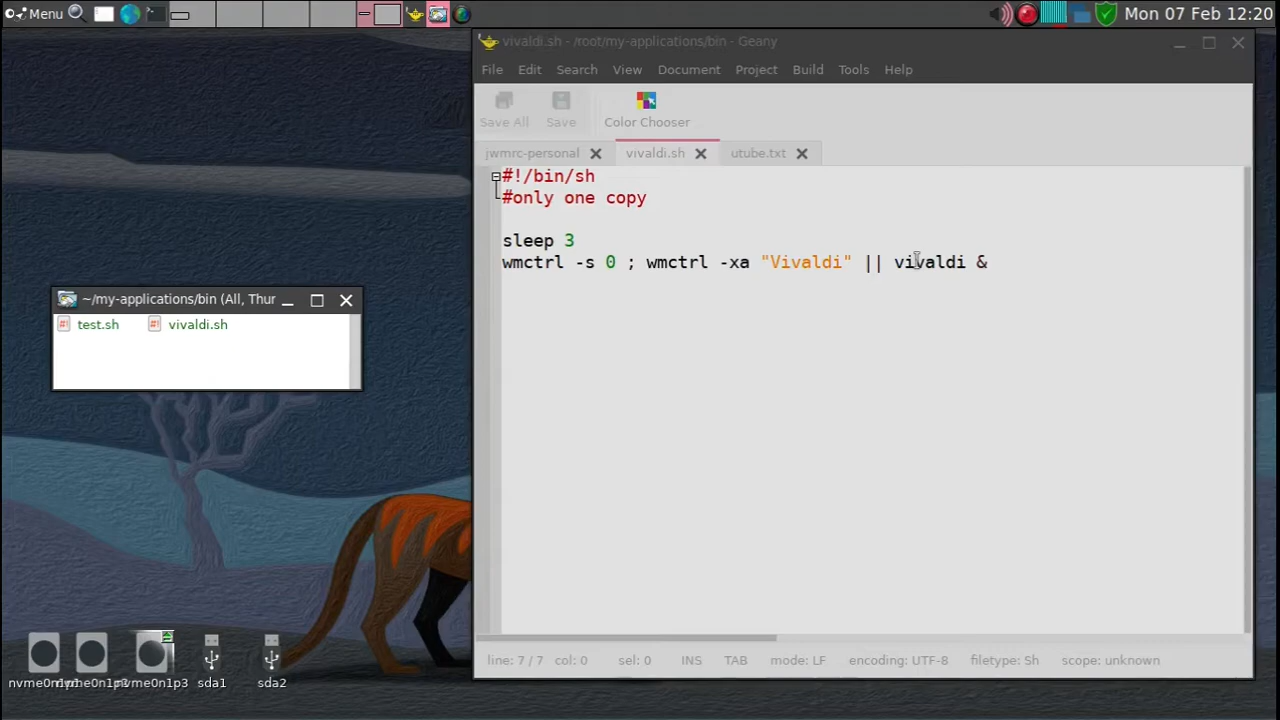 Menu
Mon 07 Feb 12:20
vivaldi.sh - /root/my-applications/bin - Geany
File Edit Search View Document Project Build Tools Help
Save All Save Color Chooser
jwmrc-personal vivaldi.sh utube.txt
#!/bin/sh
#only one copy
sleep 3
wmctrl -s 0 ; wmctrl -xa "Vivaldi" || vivaldi &
~/my-applications/bin (All, Thur
test.sh vivaldi.sh
line: 7 / 7 col: 0 sel: 0 INS TAB mode: LF encoding: UTF-8 filetype: Sh scope: unknown
sda1 sda2